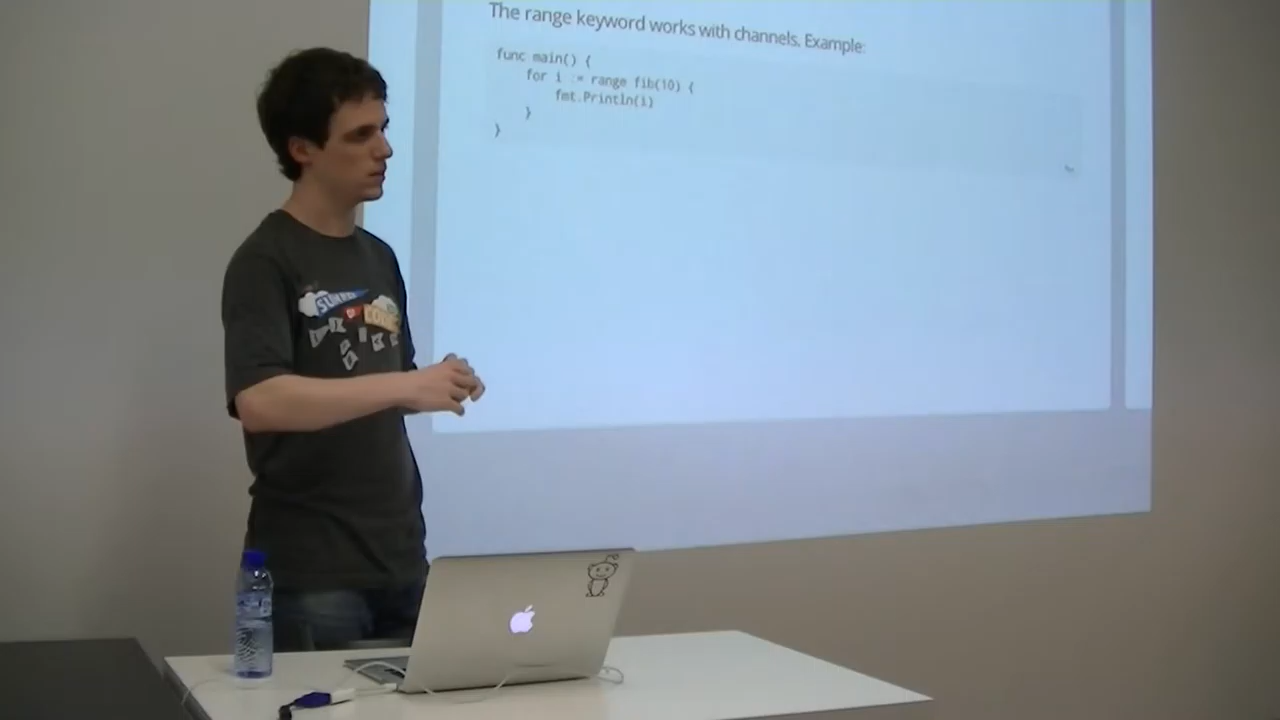 The range keyword works with channels. Example:
func main() {
for i := range fib(10) {
fmt.Println(i)
}
}